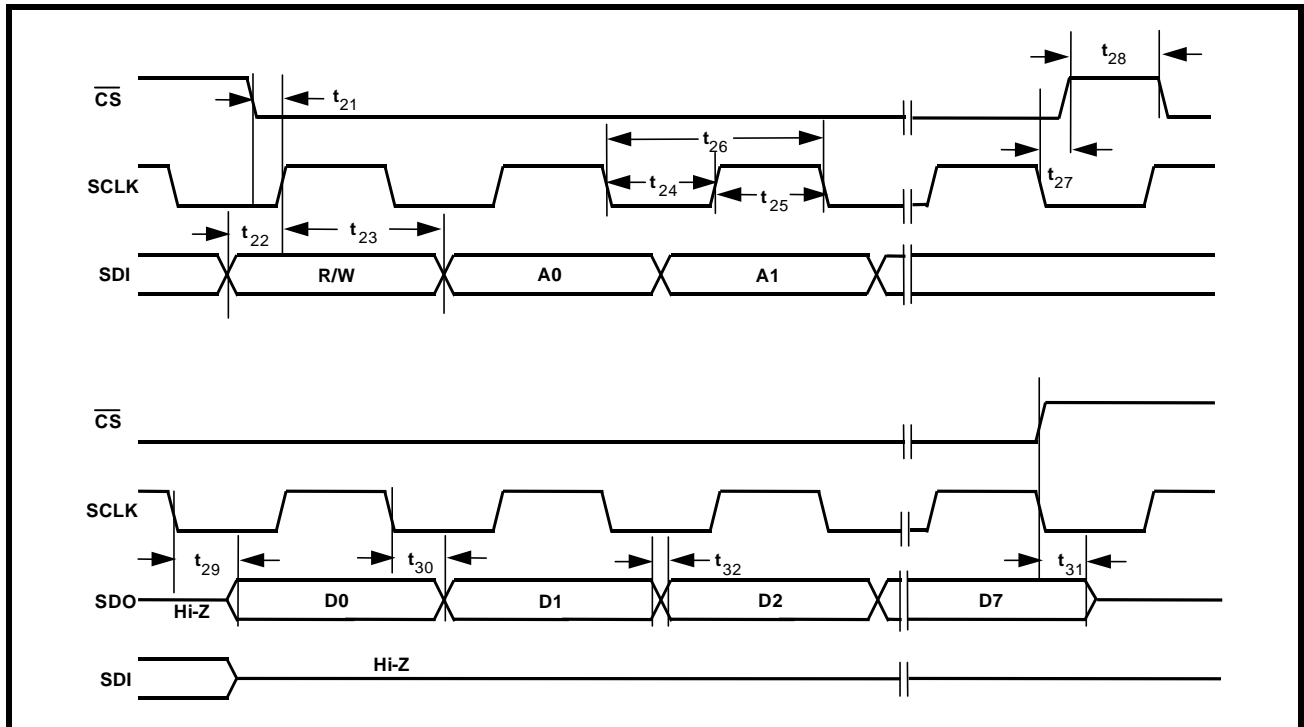 t28
CS
t21
t26
SCLK
t24
t25
t27
t22
t23
SDI
R/W
A0
A1
CS
SCLK
t29
t30
t32
t31
SDO
Hi-Z
D0
D1
D2
D7
SDI
Hi-Z